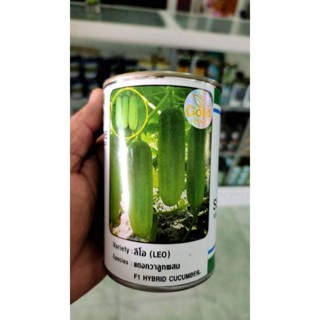 Gold
Variety : ลีโอ (LEO)
Species : แตงกวาลูกผสม
F1 HYBRID CUCUMBER.